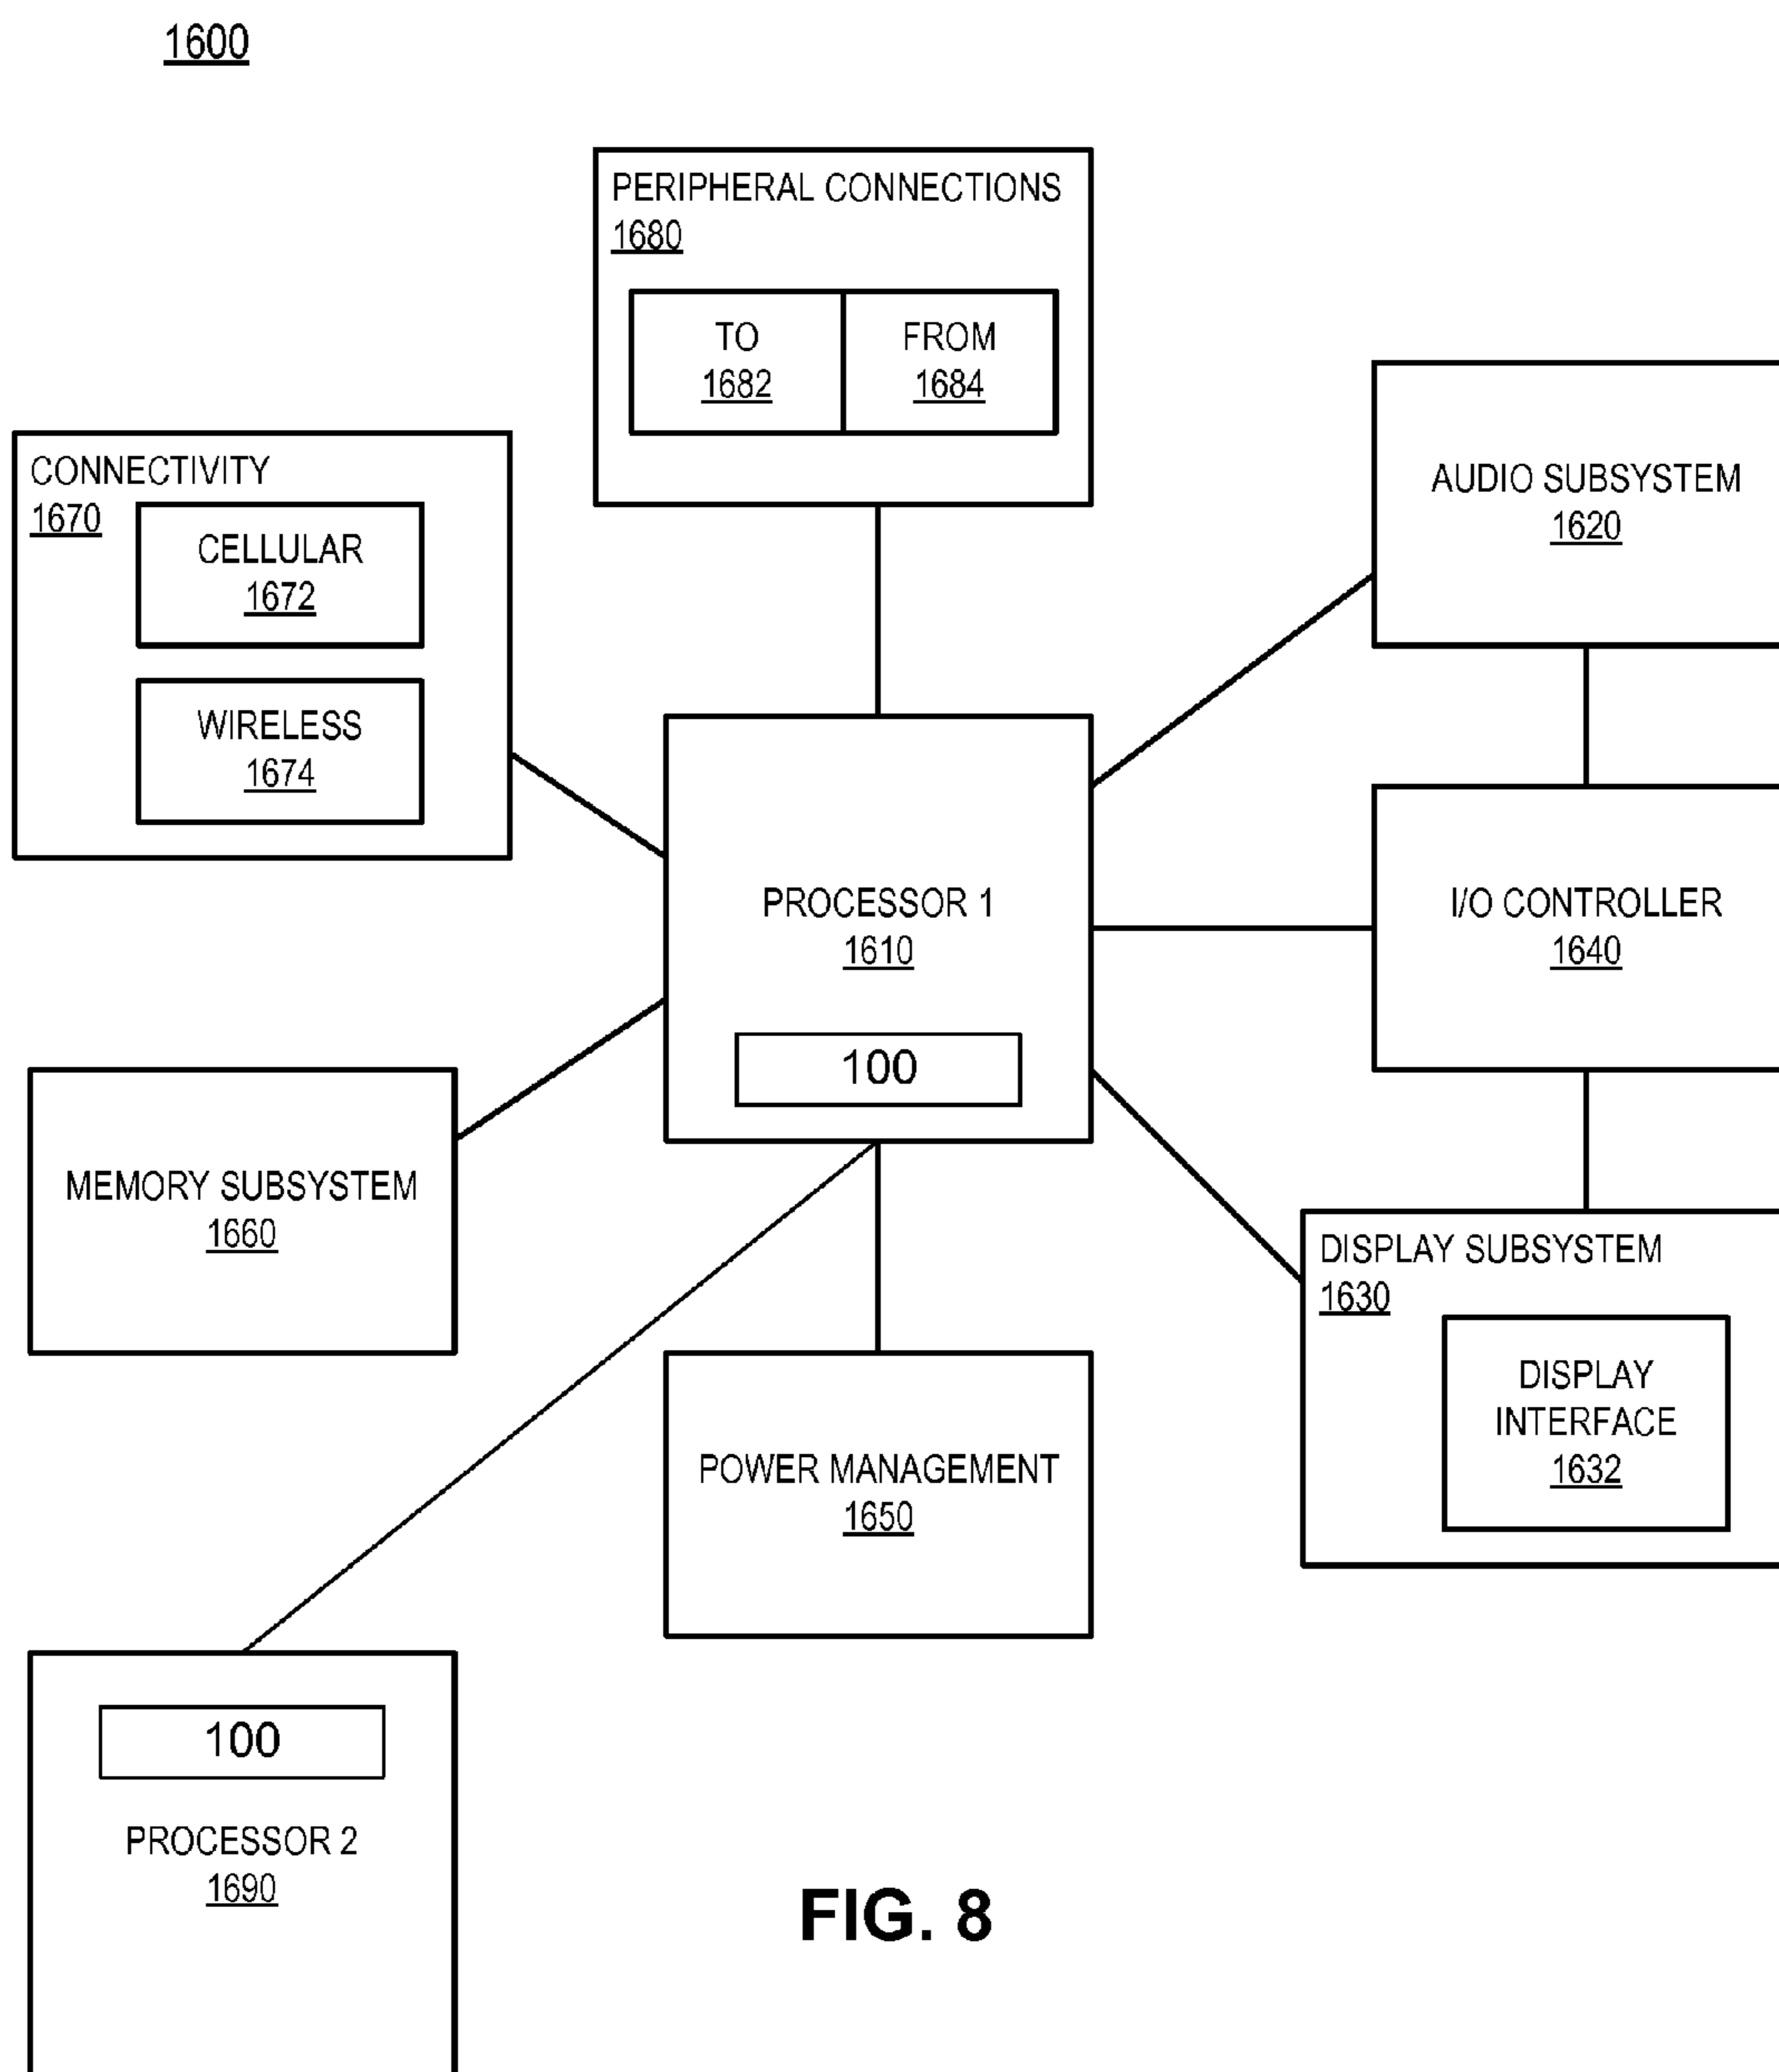 1600
PERIPHERAL CONNECTIONS
1680
TO
1682
FROM
1684
CONNECTIVITY
1670
CELLULAR
1672
WIRELESS
1674
AUDIO SUBSYSTEM
1620
PROCESSOR 1
1610
100
I/O CONTROLLER
1640
MEMORY SUBSYSTEM
1660
DISPLAY SUBSYSTEM
1630
DISPLAY
INTERFACE
1632
POWER MANAGEMENT
1650
100
PROCESSOR 2
1690
FIG. 8